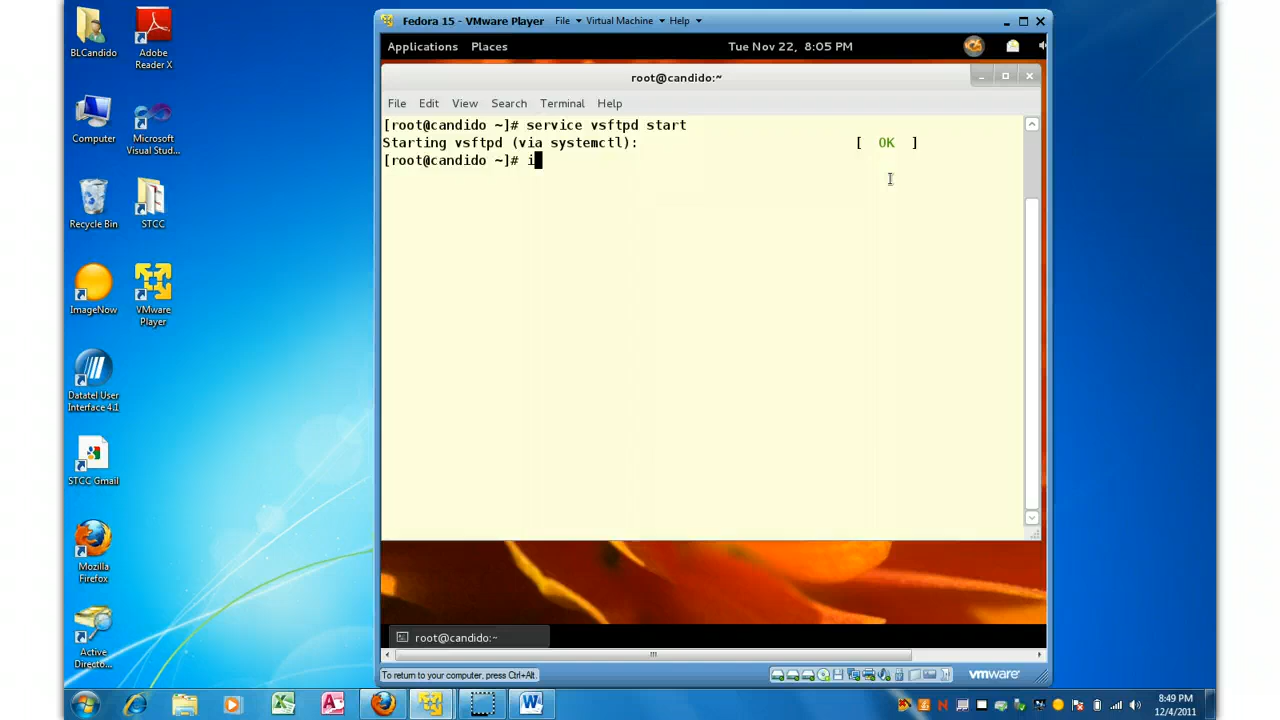 BLCandido
Adobe
Reader X
Computer
Microsoft
Visual Stud...
Recycle Bin
STCC
ImageNow
VMware
Player
Datatel User
Interface 4.1
STCC Gmail
Mozilla
Firefox
Active
Directo...
Fedora 15 - VMware Player File Virtual Machine Help
Applications Places Tue Nov 22, 8:05 PM
root@candido:~
File Edit View Search Terminal Help
[root@candido ~]# service vsftpd start
Starting vsftpd (via systemctl): [ OK ]
[root@candido ~]# i
root@candido:~
To return to your computer, press Ctrl+Alt.
vmware
8:49 PM
12/4/2011